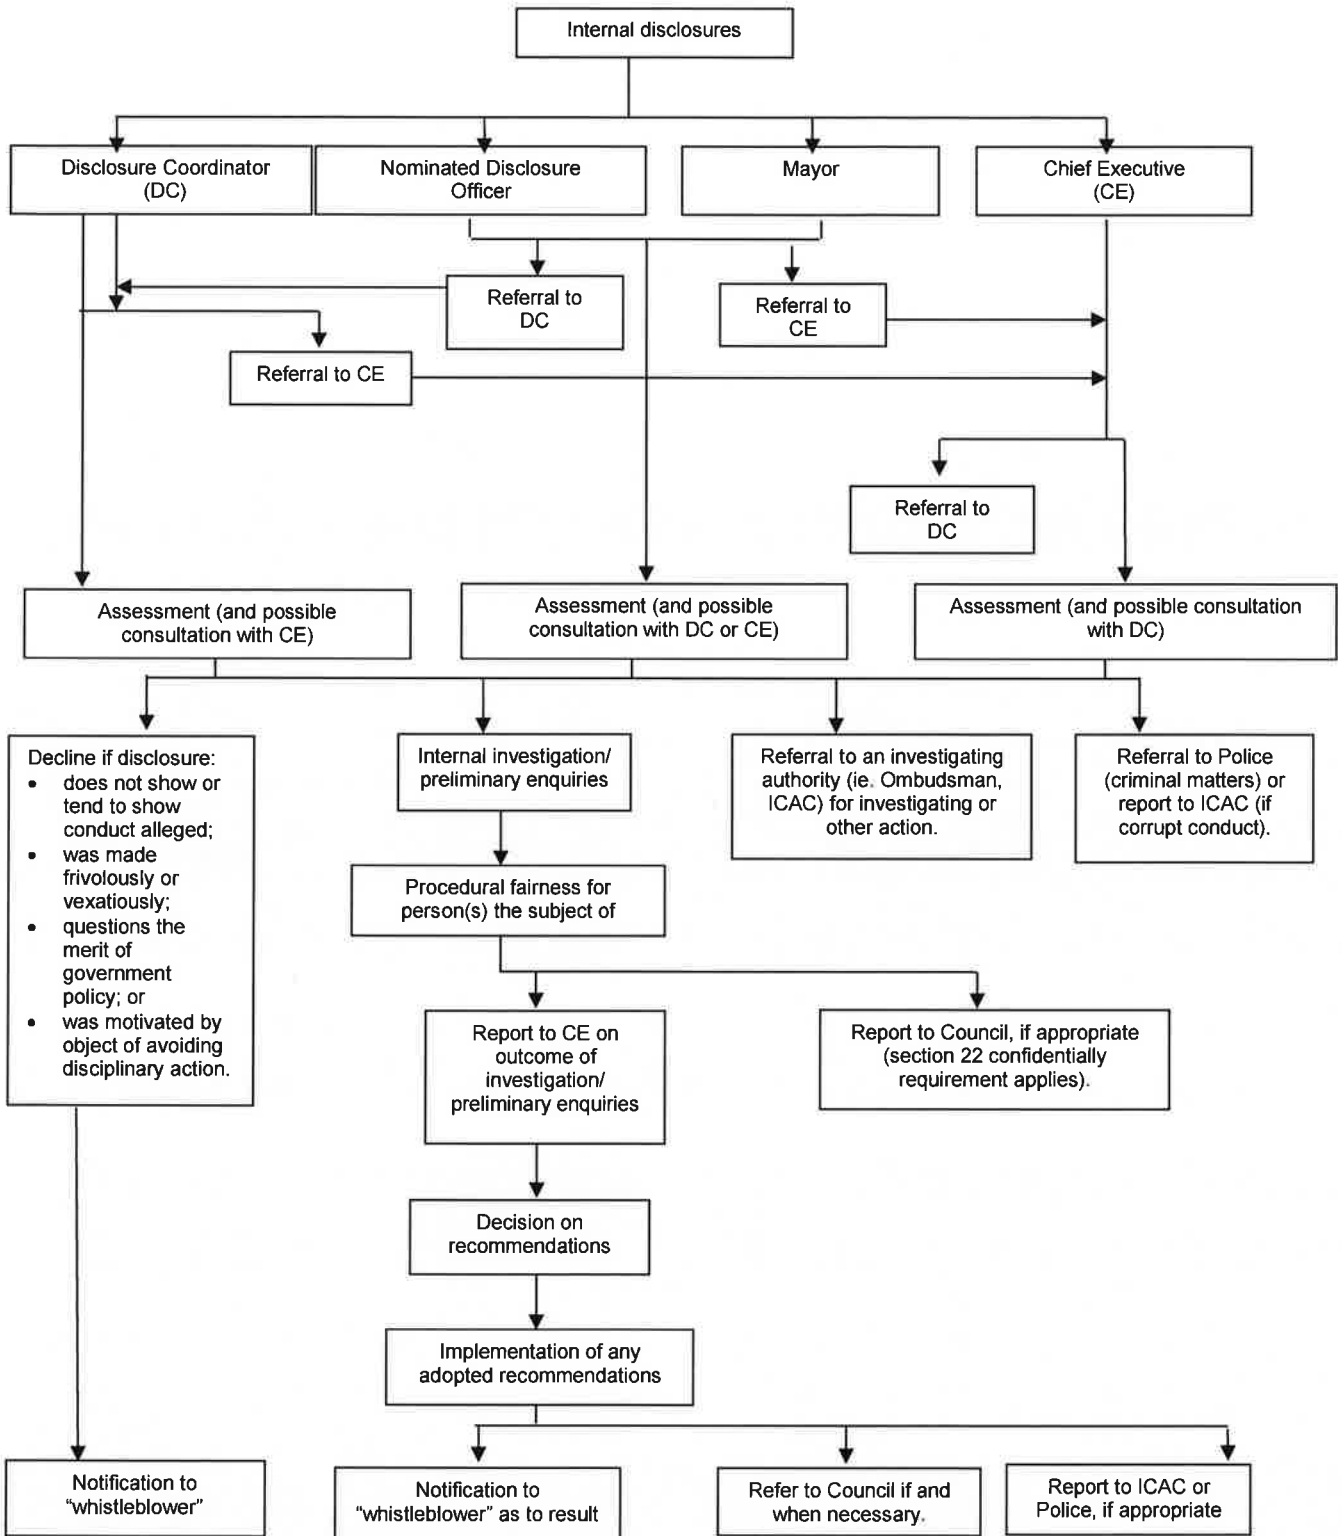 Internal disclosures
Disclosure Coordinator
(DC)
Nominated Disclosure
Officer
Mayor
Chief Executive
(CE)
Referral to
DC
Referral to
CE
Referral to CE
Referral to
DC
Assessment (and possible
consultation with CE)
Assessment (and possible
consultation with DC or CE)
Assessment (and possible consultation
with DC)
Decline if disclosure:
• does not show or
tend to show
conduct alleged;
• was made
frivolously or
vexatiously;
• questions the
merit of
government
policy; or
• was motivated by
object of avoiding
disciplinary action.
Internal investigation/
preliminary enquiries
Referral to an investigating
authority (ie. Ombudsman,
ICAC) for investigating or
other action.
Referral to Police
(criminal matters) or
report to ICAC (if
corrupt conduct).
Procedural fairness for
person(s) the subject of
Report to CE on
outcome of
investigation/
preliminary enquiries
Report to Council, if appropriate
(section 22 confidentially
requirement applies).
Decision on
recommendations
Implementation of any
adopted recommendations
Notification to
“whistleblower”
Notification to
“whistleblower” as to result
Refer to Council if and
when necessary.
Report to ICAC or
Police, if appropriate